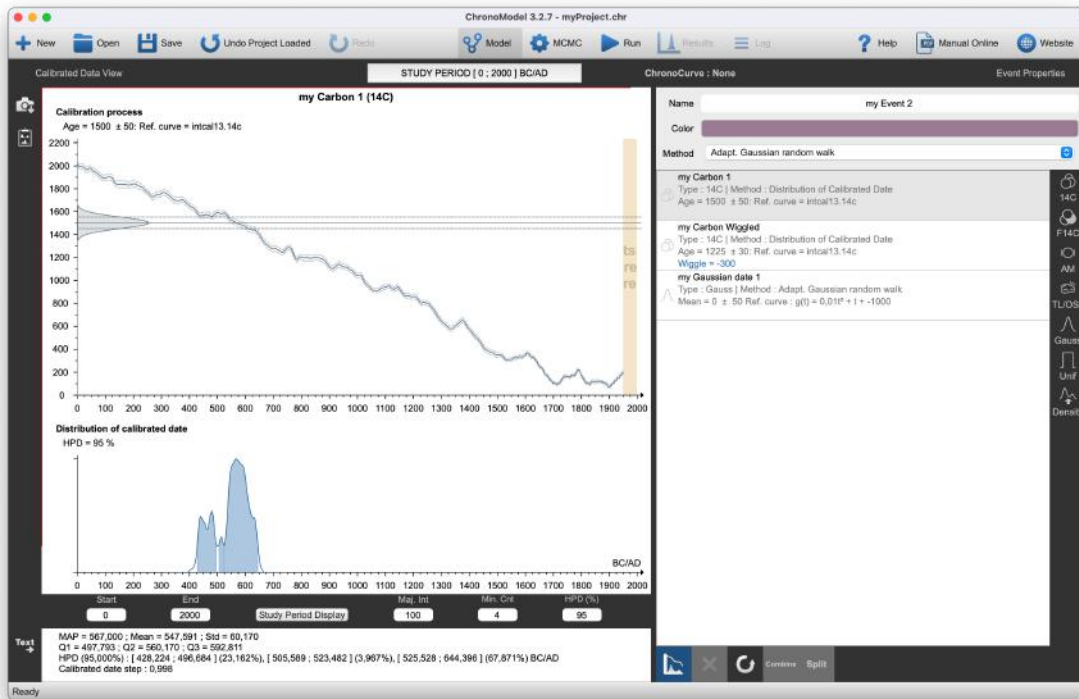 ChronoModel 3.2.7 - myProject.chr
New Open Save Undo Project Loaded Redo Model MCMC Run Results Log Help Manual Online Website
Calibrated Data View STUDY PERIOD [ 0 ; 2000 ] BC/AD ChronoCurve : None Event Properties
my Carbon 1 (14C)
Calibration process
Age = 1500 ± 50: Ref. curve = intcal13.14c
2200
2000
1800
1600
1400
1200
1000
800
600
400
200
0
ts
re
re
0 100 200 300 400 500 600 700 800 900 1000 1100 1200 1300 1400 1500 1600 1700 1800 1900 2000
Distribution of calibrated date
HPD = 95 %
BC/AD
0 100 200 300 400 500 600 700 800 900 1000 1100 1200 1300 1400 1500 1600 1700 1800 1900 2000
Start End Maj. Int Min. Cnt HPD (%)
0 2000 Study Period Display 100 4 95
Text
MAP = 567,000 ; Mean = 547,591 ; Std = 60,170
Q1 = 497,793 ; Q2 = 560,170 ; Q3 = 592,811
HPD (95,000%) : [ 428,224 ; 496,684 ] (23,162%), [ 505,589 ; 523,482 ] (3,967%), [ 525,528 ; 644,396 ] (67,871%) BC/AD
Calibrated date step : 0,998
Name my Event 2
Color
Method Adapt. Gaussian random walk
my Carbon 1
Type : 14C | Method : Distribution of Calibrated Date
Age = 1500 ± 50: Ref. curve = intcal13.14c
my Carbon Wiggled
Type : 14C | Method : Distribution of Calibrated Date
Age = 1225 ± 30: Ref. curve = intcal13.14c
Wiggle = -300
my Gaussian date 1
Type : Gauss | Method : Adapt. Gaussian random walk
Mean = 0 ± 50 Ref. curve : g(t) = 0,01t² + t + -1000
14C
F14C
AM
TL/OS
Gauss
Unif
Densit
Combine Split
Ready